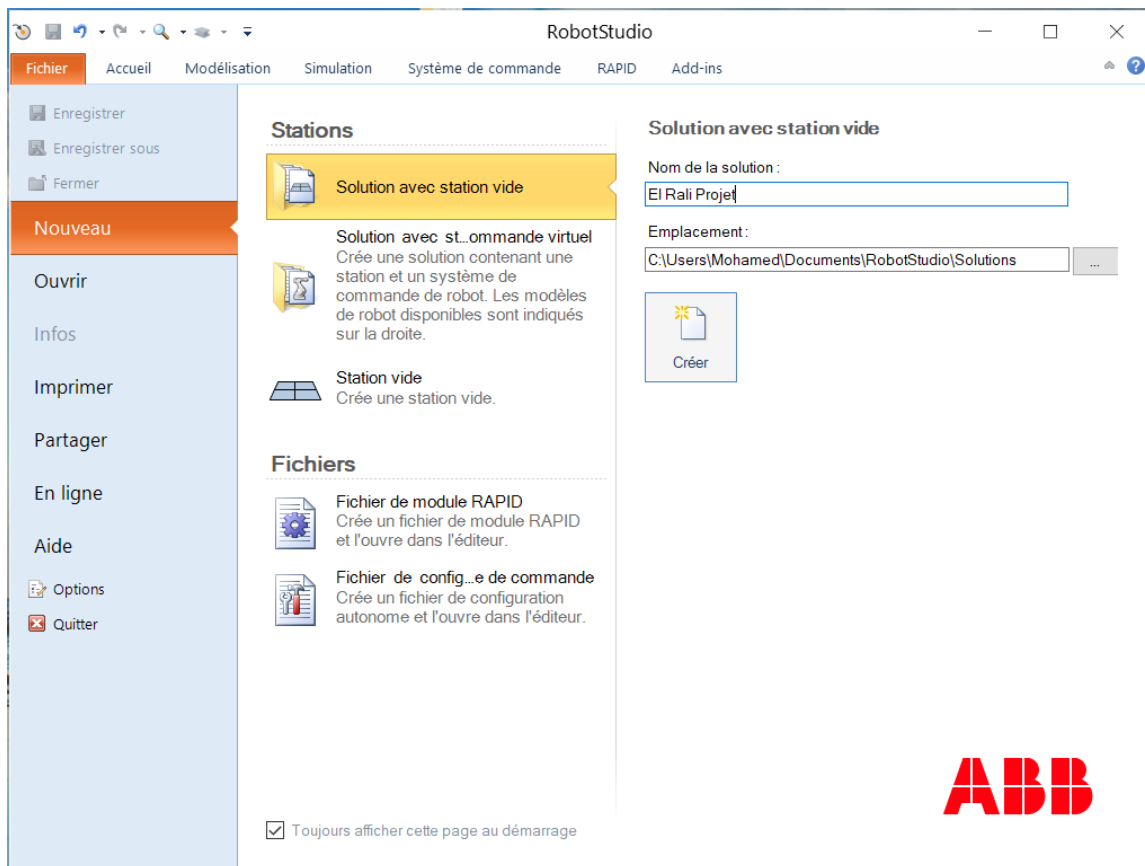 RobotStudio
Fichier Accueil Modélisation Simulation Système de commande RAPID Add-ins
Enregistrer
Enregistrer sous
Fermer
Nouveau
Ouvrir
Infos
Imprimer
Partager
En ligne
Aide
Options
Quitter
Stations
Solution avec station vide
Solution avec st...ommande virtuel
Crée une solution contenant une
station et un système de
commande de robot. Les modèles
de robot disponibles sont indiqués
sur la droite.
Station vide
Crée une station vide.
Fichiers
Fichier de module RAPID
Crée un fichier de module RAPID
et l'ouvre dans l'éditeur.
Fichier de config...e de commande
Crée un fichier de configuration
autonome et l'ouvre dans l'éditeur.
Toujours afficher cette page au démarrage
Solution avec station vide
Nom de la solution :
El Rali Projet
Emplacement :
C:\Users\Mohamed\Documents\RobotStudio\Solutions
...
Créer
ABB